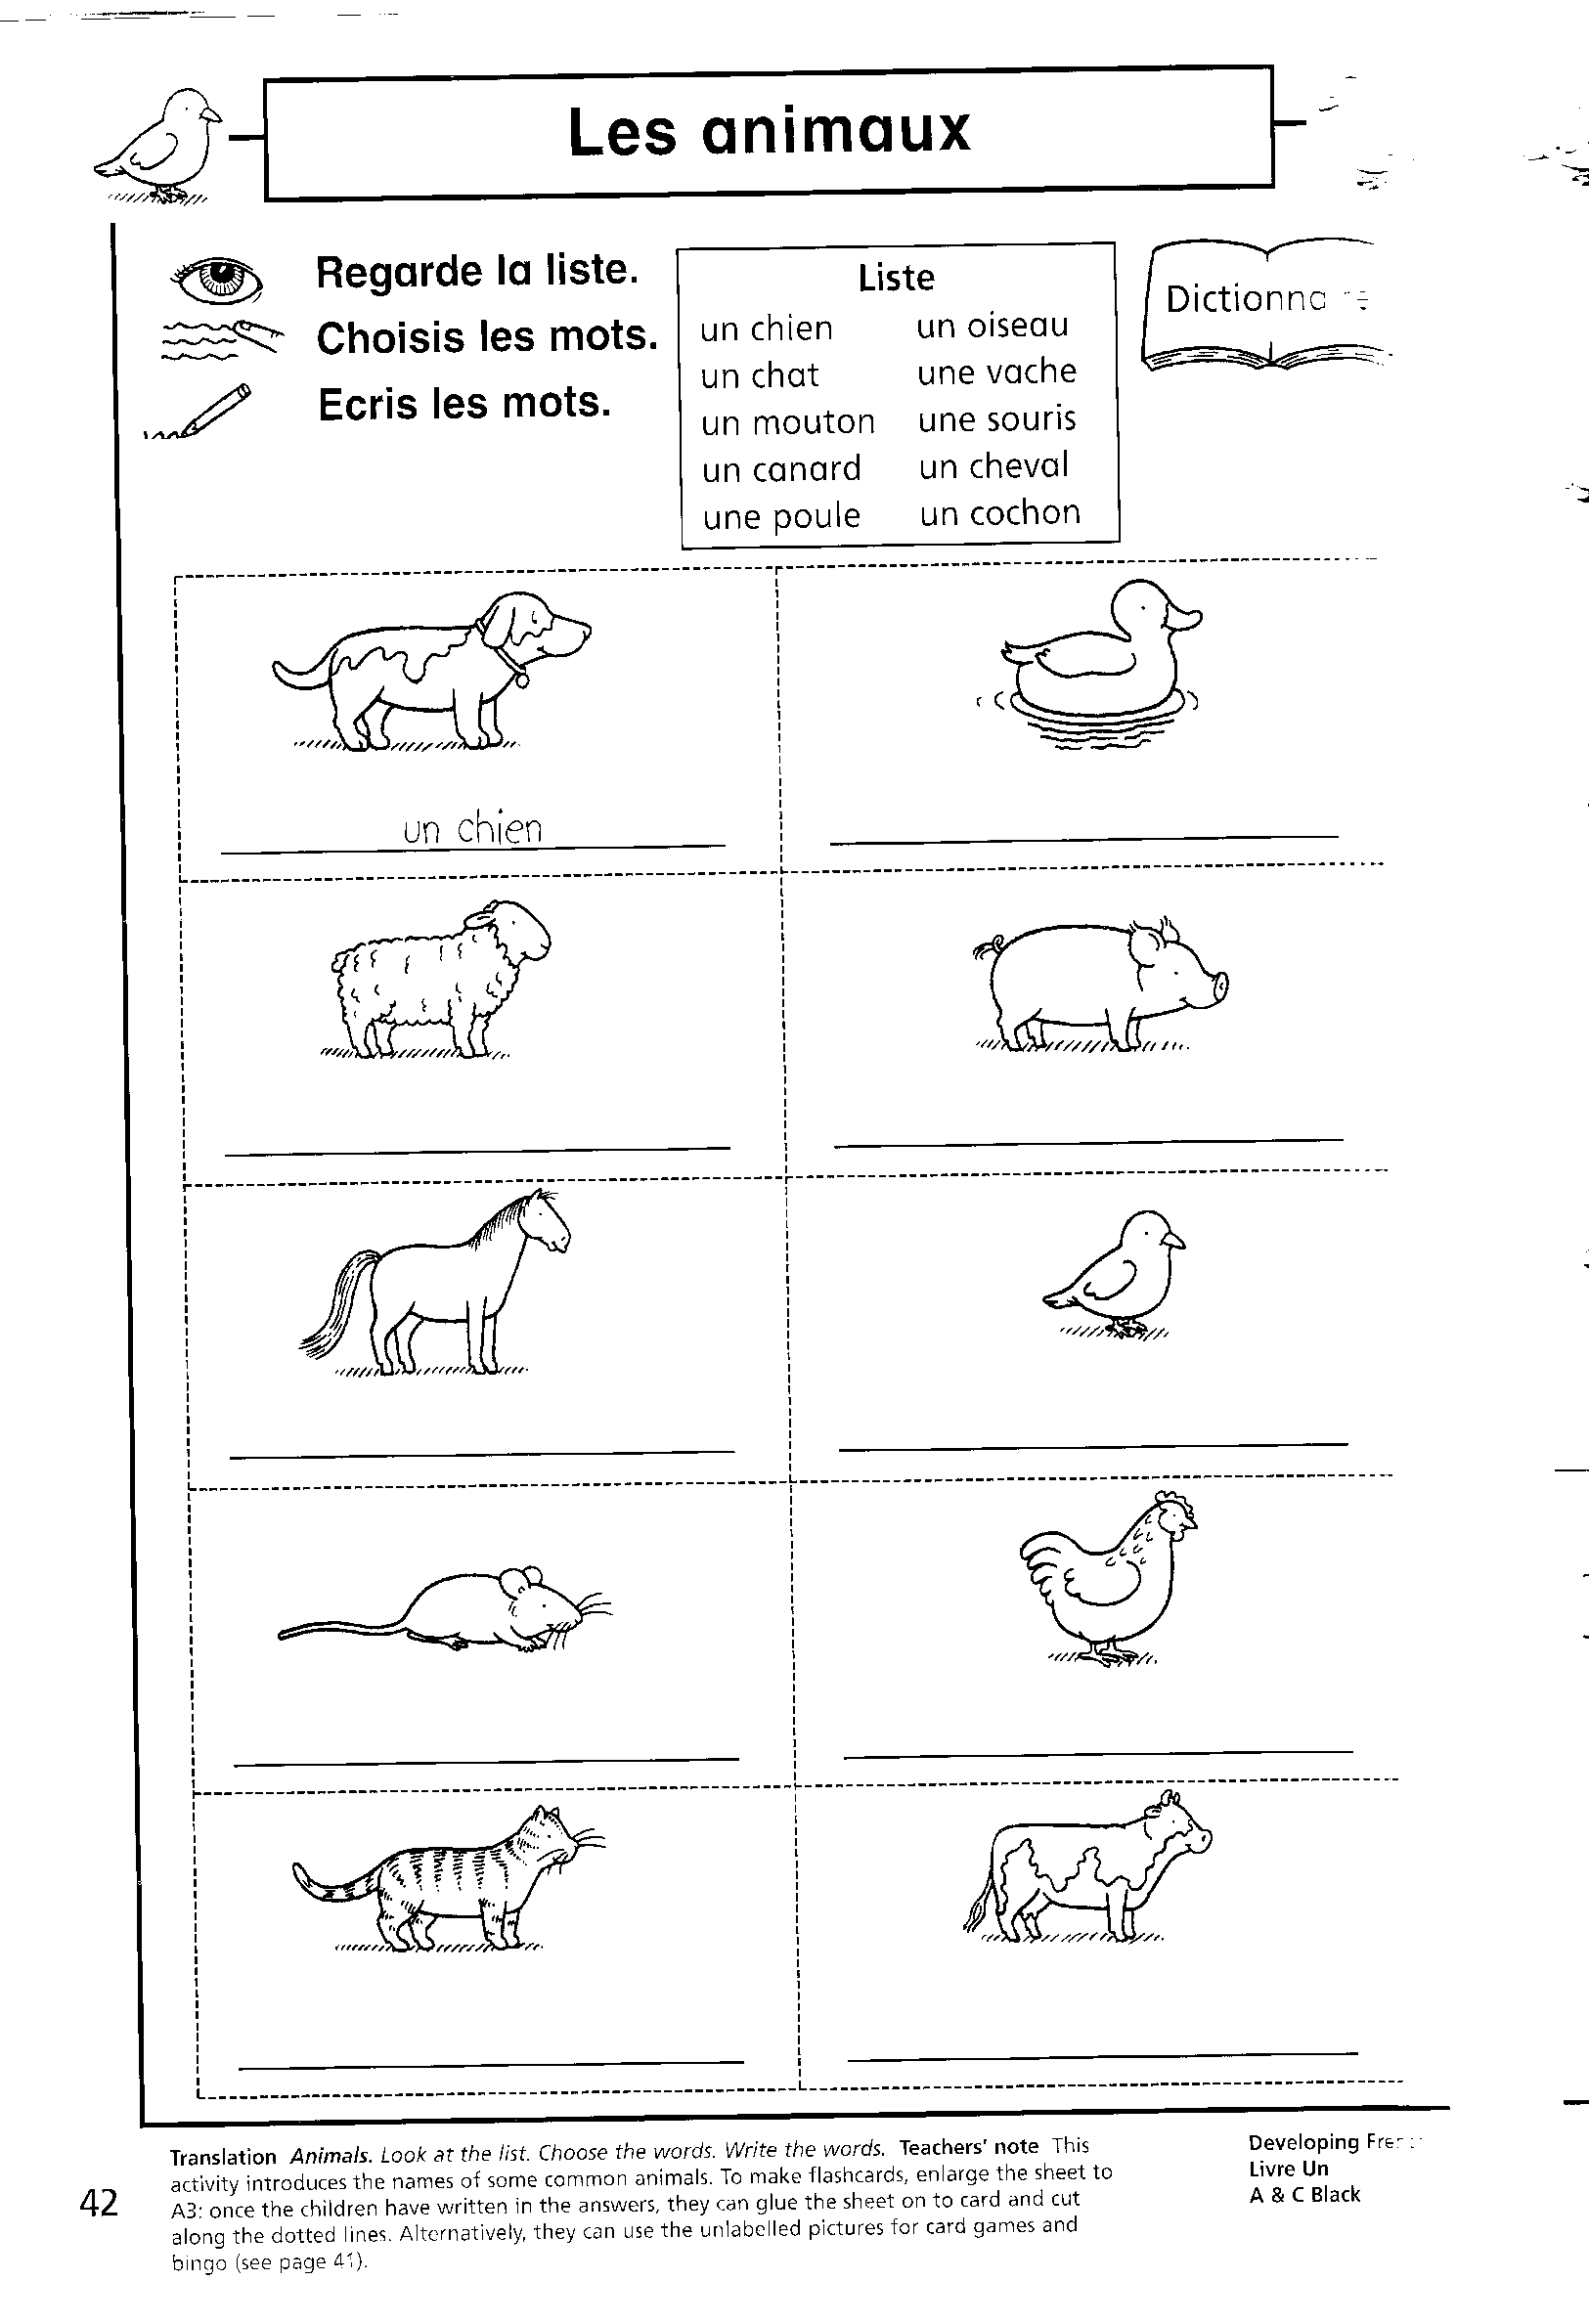 Les animaux
Regarde la liste.
Choisis les mots.
Ecris les mots.
Liste
un chien un oiseau
un chat une vache
un mouton une souris
un canard un cheval
une poule un cochon
un chien
Translation Animals. Look at the list. Choose the words. Write the words. Teachers' note This
activity introduces the names of some common animals. To make flashcards, enlarge the sheet to
A3: once the children have written in the answers, they can glue the sheet on to card and cut
along the dotted lines. Alternatively, they can use the unlabelled pictures for card games and
bingo (see page 41).
42
Developing
Livre Un
A & C Black